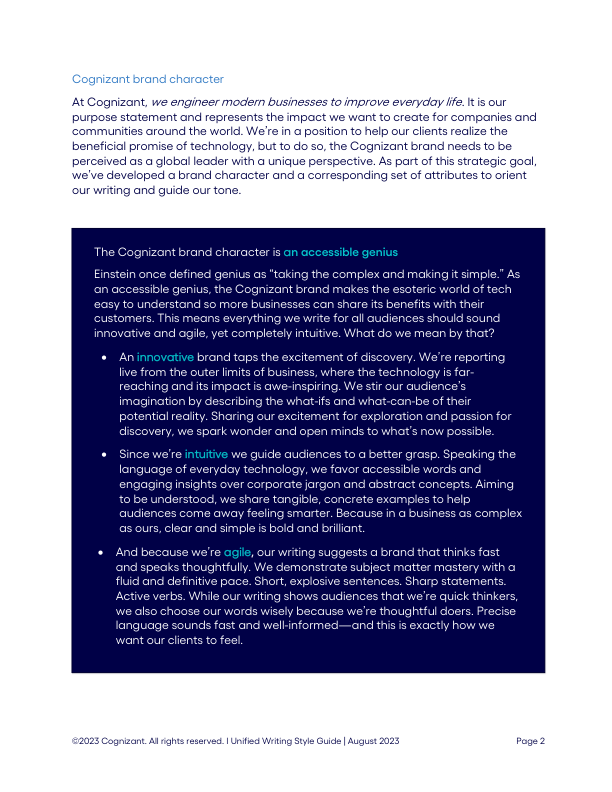 Cognizant brand character
At Cognizant, we engineer modern businesses to improve everyday life. It is our
purpose statement and represents the impact we want to create for companies and
communities around the world. We’re in a position to help our clients realize the
beneficial promise of technology, but to do so, the Cognizant brand needs to be
perceived as a global leader with a unique perspective. As part of this strategic goal,
we’ve developed a brand character and a corresponding set of attributes to orient
our writing and guide our tone.
The Cognizant brand character is an accessible genius
Einstein once defined genius as “taking the complex and making it simple.” As
an accessible genius, the Cognizant brand makes the esoteric world of tech
easy to understand so more businesses can share its benefits with their
customers. This means everything we write for all audiences should sound
innovative and agile, yet completely intuitive. What do we mean by that?
• An innovative brand taps the excitement of discovery. We’re reporting
live from the outer limits of business, where the technology is far-
reaching and its impact is awe-inspiring. We stir our audience’s
imagination by describing the what-ifs and what-can-be of their
potential reality. Sharing our excitement for exploration and passion for
discovery, we spark wonder and open minds to what’s now possible.
• Since we’re intuitive we guide audiences to a better grasp. Speaking the
language of everyday technology, we favor accessible words and
engaging insights over corporate jargon and abstract concepts. Aiming
to be understood, we share tangible, concrete examples to help
audiences come away feeling smarter. Because in a business as complex
as ours, clear and simple is bold and brilliant.
• And because we’re agile, our writing suggests a brand that thinks fast
and speaks thoughtfully. We demonstrate subject matter mastery with a
fluid and definitive pace. Short, explosive sentences. Sharp statements.
Active verbs. While our writing shows audiences that we’re quick thinkers,
we also choose our words wisely because we’re thoughtful doers. Precise
language sounds fast and well-informed—and this is exactly how we
want our clients to feel.
©2023 Cognizant. All rights reserved. I Unified Writing Style Guide | August 2023 Page 2